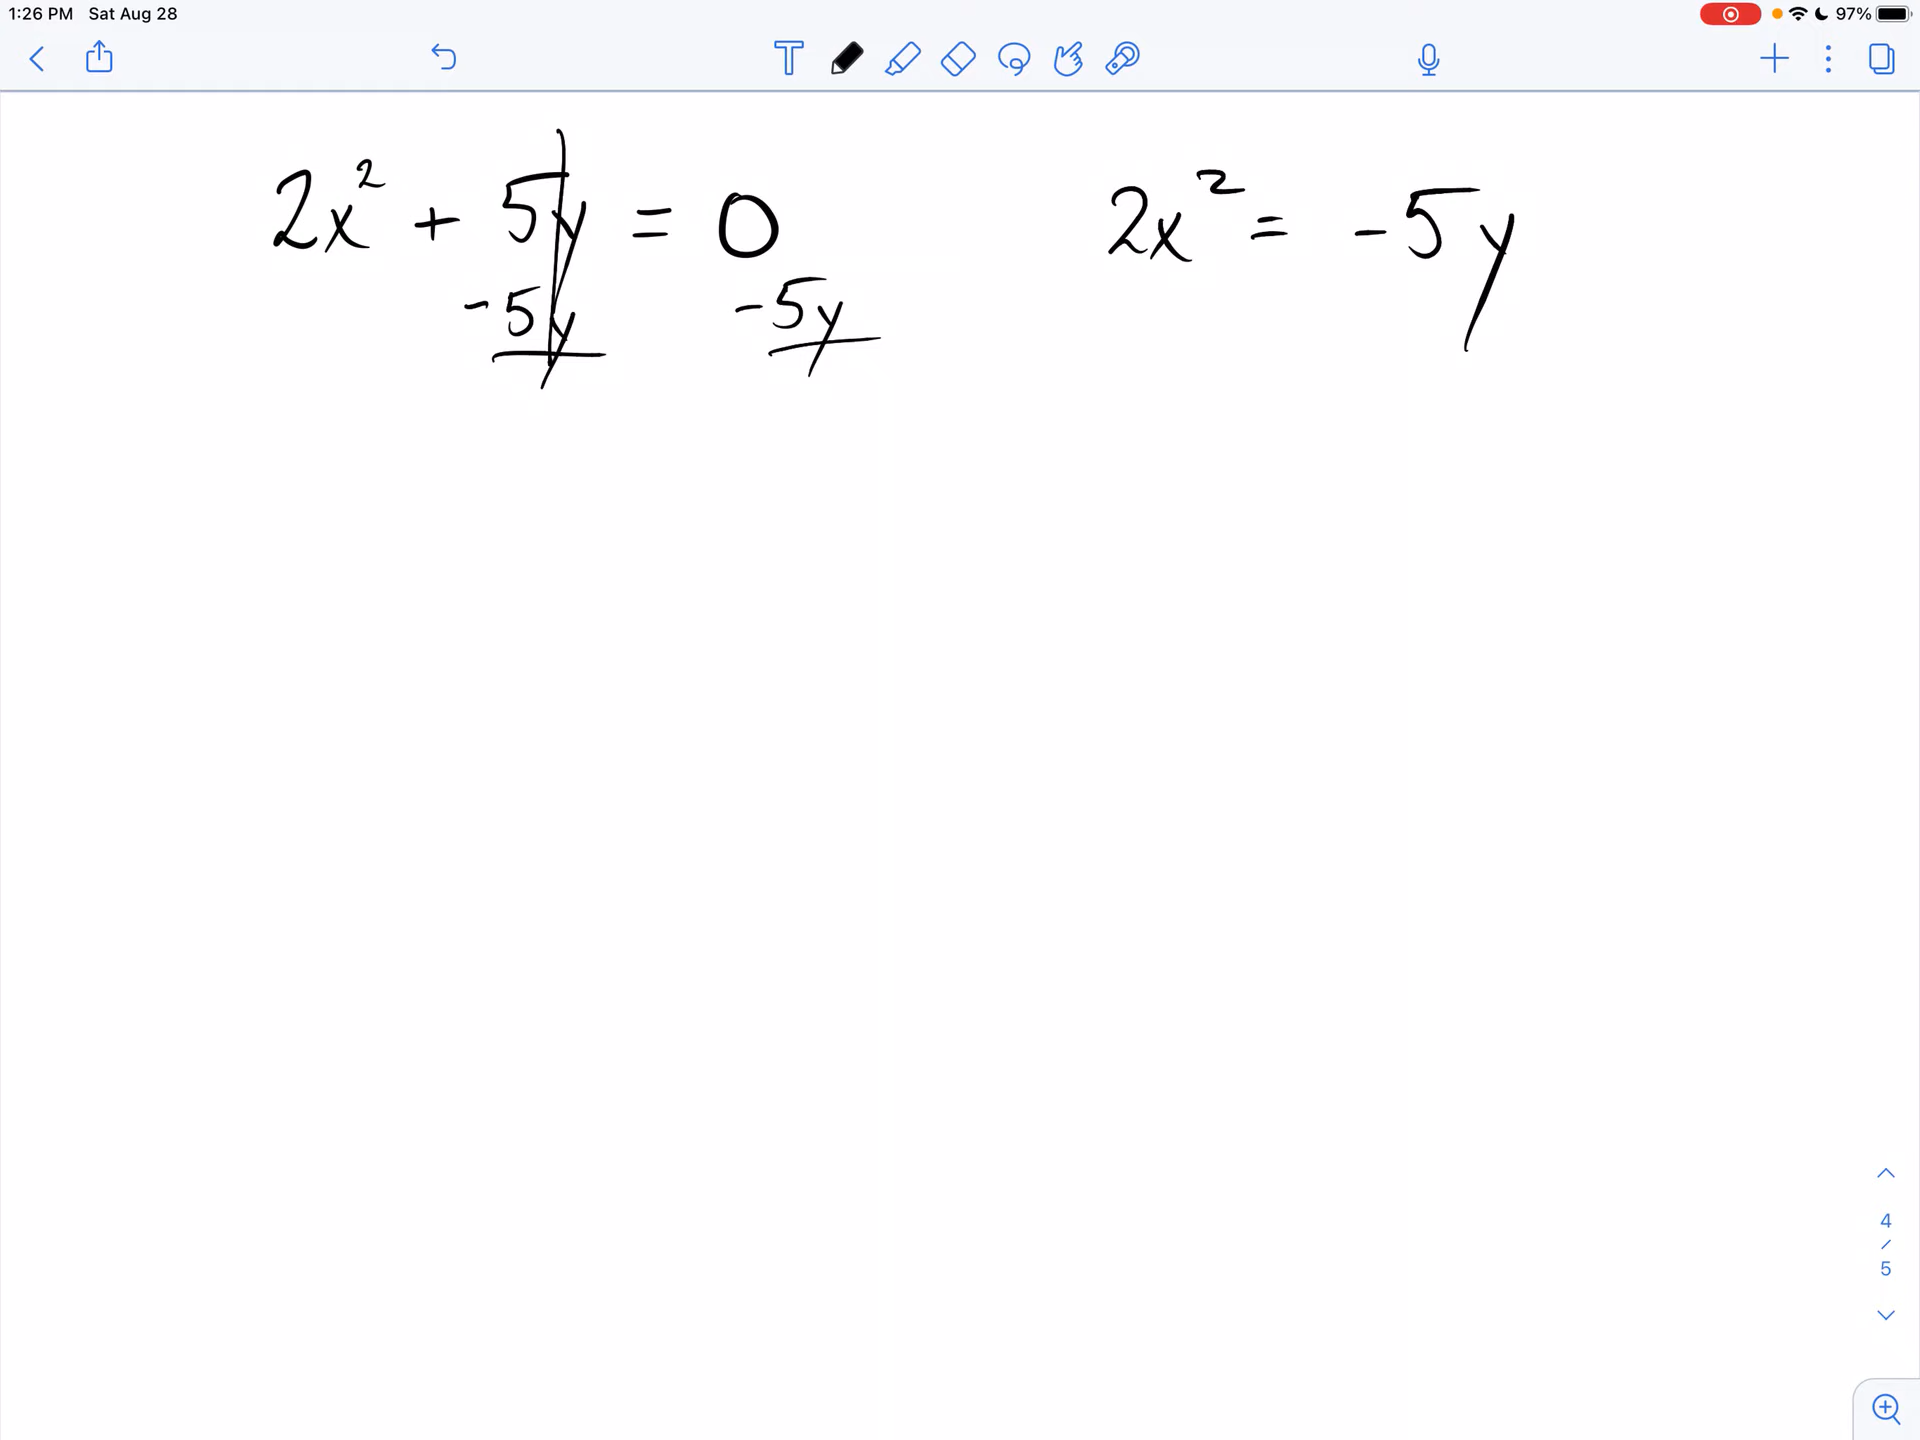 1:26 PM Sat Aug 28 97%
2x² + 5y = 0
-5y -5y
2x² = -5y
4
/
5